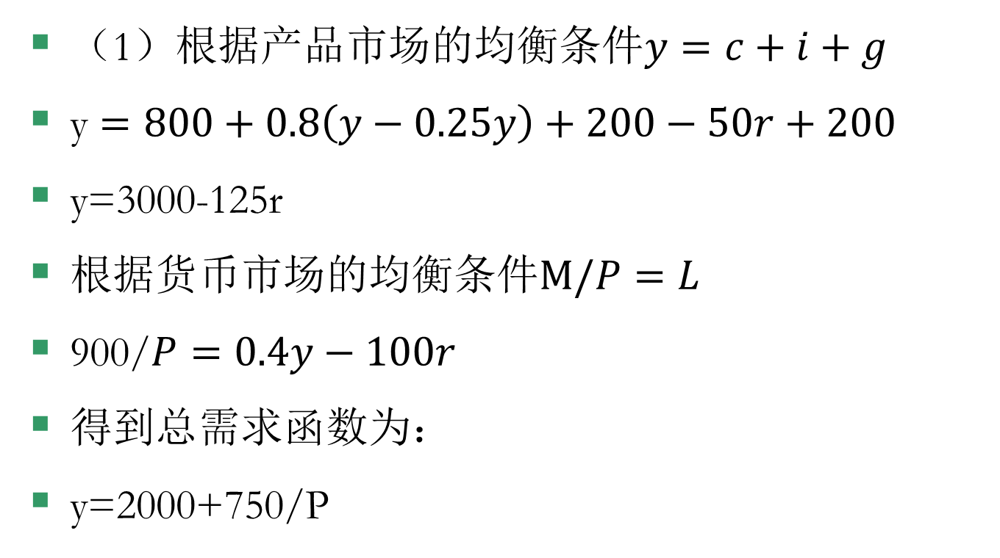 （1）根据产品市场的均衡条件y = c + i + g
y = 800 + 0.8(y − 0.25y) + 200 − 50r + 200
y=3000-125r
根据货币市场的均衡条件M/P = L
900/P = 0.4y − 100r
得到总需求函数为：
y=2000+750/P